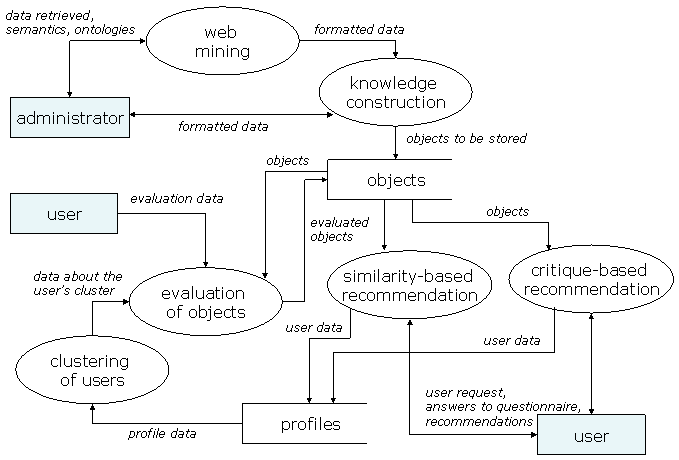 data retrieved,
semantics, ontologies
web
mining
formatted data
knowledge
construction
administrator
formatted data
objects to be stored
objects
objects
user
evaluation data
evaluated
objects
objects
data about the
user's cluster
evaluation
of objects
similarity-based
recommendation
critique-based
recommendation
user data
user data
clustering
of users
user request,
answers to questionnaire,
recommendations
profile data
profiles
user